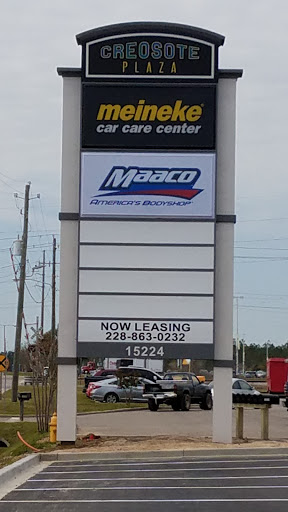 CREOSOTE
PLAZA
meineke
car care center
MAACO
AMERICA'S BODYSHOP
NOW LEASING
228-863-0232
15224